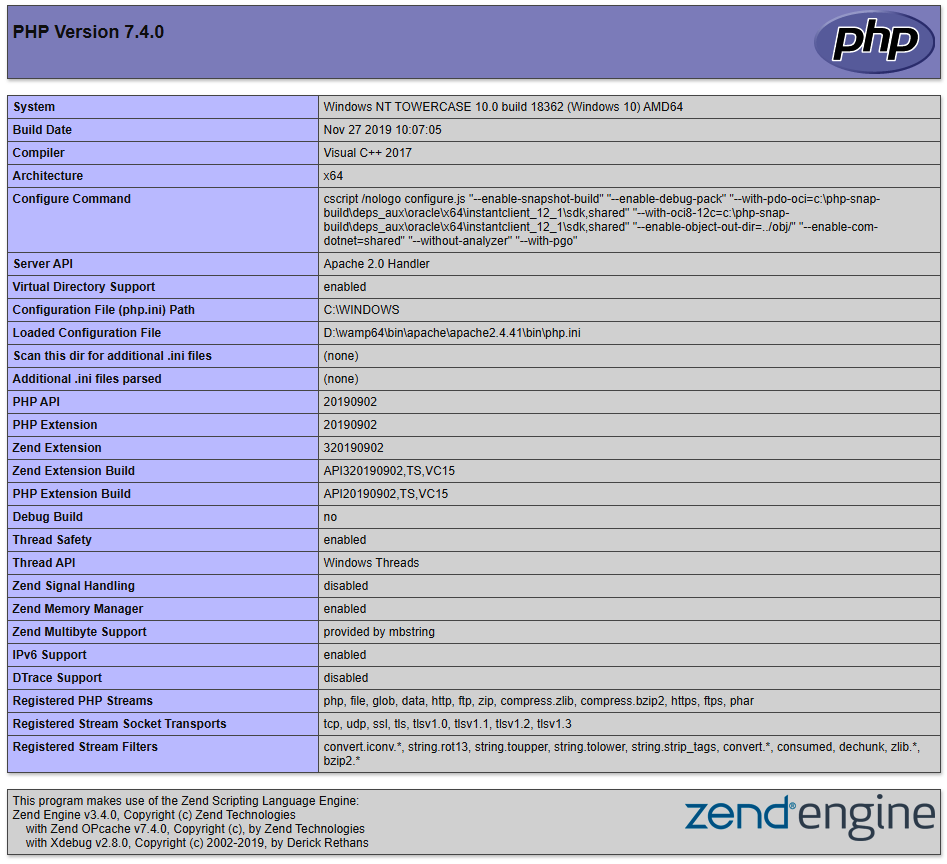 PHP Version 7.4.0
php
System Windows NT TOWERCASE 10.0 build 18362 (Windows 10) AMD64
Build Date Nov 27 2019 10:07:05
Compiler Visual C++ 2017
Architecture x64
Configure Command cscript /nologo configure.js "--enable-snapshot-build" "--enable-debug-pack" "--with-pdo-oci=c:\php-snap-
build\deps_aux\oracle\x64\instantclient_12_1\sdk,shared" "--with-oci8-12c=c:\php-snap-
build\deps_aux\oracle\x64\instantclient_12_1\sdk,shared" "--enable-object-out-dir=../obj/" "--enable-com-
dotnet=shared" "--without-analyzer" "--with-pgo"
Server API Apache 2.0 Handler
Virtual Directory Support enabled
Configuration File (php.ini) Path C:\WINDOWS
Loaded Configuration File D:\wamp64\bin\apache\apache2.4.41\bin\php.ini
Scan this dir for additional .ini files (none)
Additional .ini files parsed (none)
PHP API 20190902
PHP Extension 20190902
Zend Extension 320190902
Zend Extension Build API320190902,TS,VC15
PHP Extension Build API20190902,TS,VC15
Debug Build no
Thread Safety enabled
Thread API Windows Threads
Zend Signal Handling disabled
Zend Memory Manager enabled
Zend Multibyte Support provided by mbstring
IPv6 Support enabled
DTrace Support disabled
Registered PHP Streams php, file, glob, data, http, ftp, zip, compress.zlib, compress.bzip2, https, ftps, phar
Registered Stream Socket Transports tcp, udp, ssl, tls, tlsv1.0, tlsv1.1, tlsv1.2, tlsv1.3
Registered Stream Filters convert.iconv.*, string.rot13, string.toupper, string.tolower, string.strip_tags, convert.*, consumed, dechunk, zlib.*,
bzip2.*
This program makes use of the Zend Scripting Language Engine:
Zend Engine v3.4.0, Copyright (c) Zend Technologies
with Zend OPcache v7.4.0, Copyright (c), by Zend Technologies
with Xdebug v2.8.0, Copyright (c) 2002-2019, by Derick Rethans
zend® engine